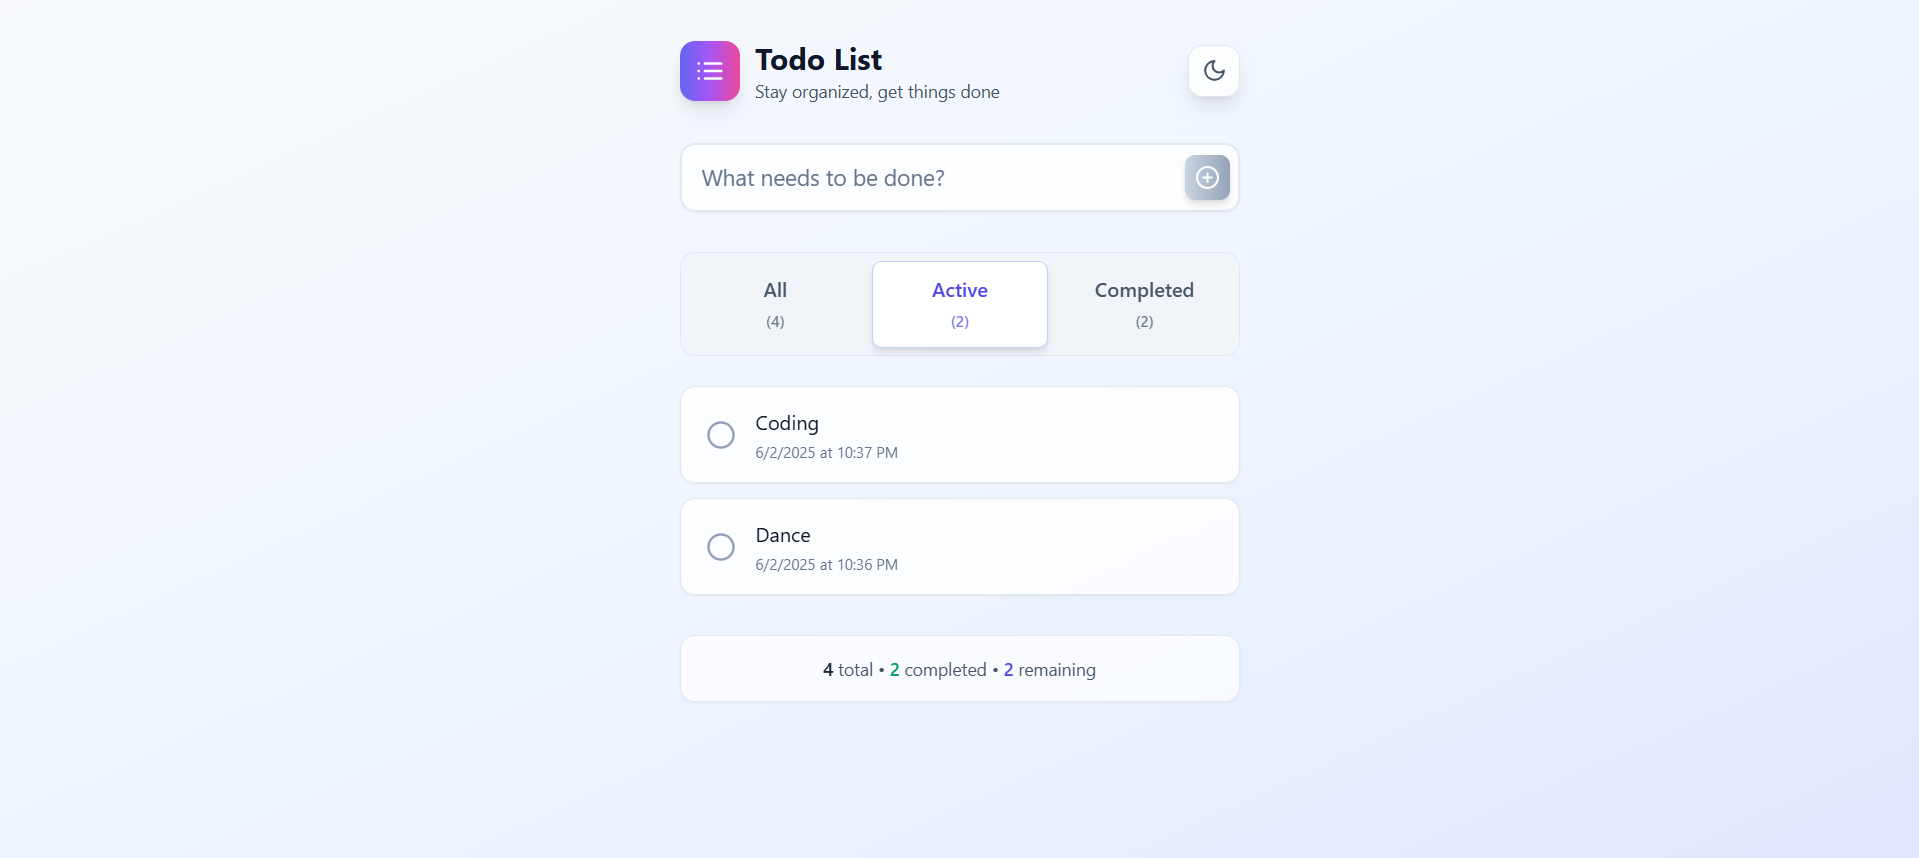 Todo List
Stay organized, get things done
What needs to be done?
All
(4)
Active
(2)
Completed
(2)
Coding
6/2/2025 at 10:37 PM
Dance
6/2/2025 at 10:36 PM
4 total • 2 completed • 2 remaining